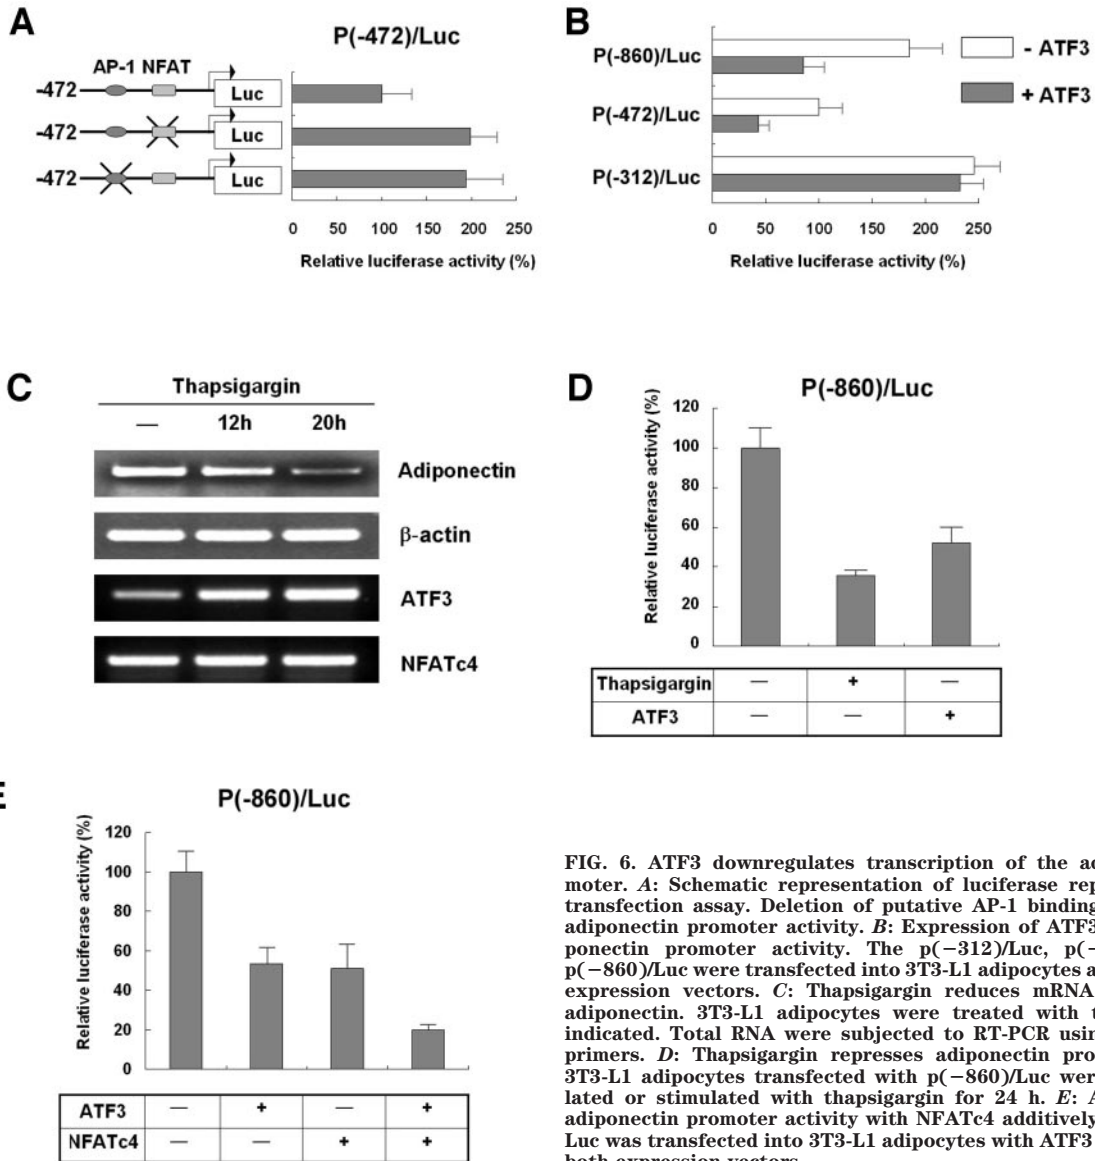 A
P(-472)/Luc
AP-1 NFAT
-472
Luc
-472
Luc
-472
Luc
0 50 100 150 200 250
Relative luciferase activity (%)
B
P(-860)/Luc
P(-472)/Luc
P(-312)/Luc
- ATF3
+ ATF3
0 50 100 150 200 250
Relative luciferase activity (%)
C
Thapsigargin
— 12h 20h
Adiponectin
β-actin
ATF3
NFATc4
D
P(-860)/Luc
Relative luciferase activity (%)
120
100
80
60
40
20
0
Thapsigargin — + —
ATF3 — — +
E
P(-860)/Luc
Relative luciferase activity (%)
120
100
80
60
40
20
0
ATF3 — + — +
NFATc4 — — + +
FIG. 6. ATF3 downregulates transcription of the ad
moter. A: Schematic representation of luciferase rep
transfection assay. Deletion of putative AP-1 binding
adiponectin promoter activity. B: Expression of ATF3
ponectin promoter activity. The p(−312)/Luc, p(−
p(−860)/Luc were transfected into 3T3-L1 adipocytes a
expression vectors. C: Thapsigargin reduces mRNA
adiponectin. 3T3-L1 adipocytes were treated with t
indicated. Total RNA were subjected to RT-PCR usin
primers. D: Thapsigargin represses adiponectin pro
3T3-L1 adipocytes transfected with p(−860)/Luc were
lated or stimulated with thapsigargin for 24 h. E: A
adiponectin promoter activity with NFATc4 additively
Luc was transfected into 3T3-L1 adipocytes with ATF3
both expression vectors